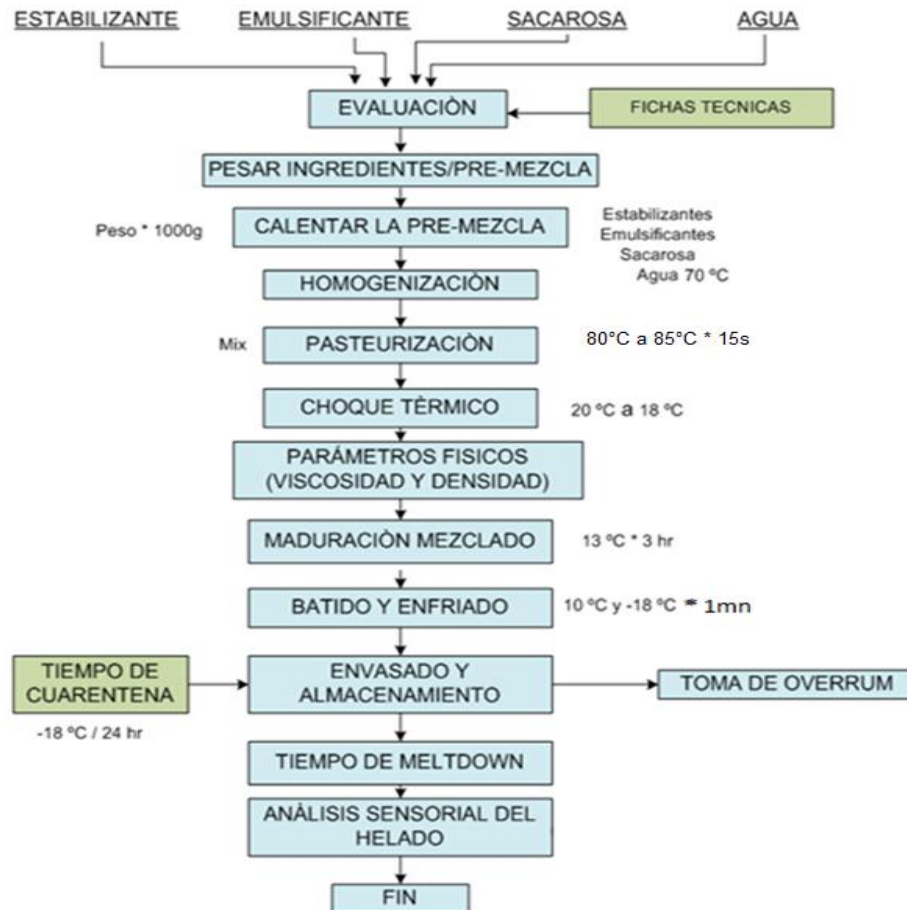 ESTABILIZANTE EMULSIFICANTE SACAROSA AGUA
EVALUACIÒN
FICHAS TECNICAS
PESAR INGREDIENTES/PRE-MEZCLA
Peso * 1000g
CALENTAR LA PRE-MEZCLA
Estabilizantes
Emulsificantes
Sacarosa
Agua 70 ºC
HOMOGENIZACIÒN
Mix
PASTEURIZACIÒN
80°C a 85°C * 15s
CHOQUE TÈRMICO
20 ºC a 18 ºC
PARÁMETROS FISICOS
(VISCOSIDAD Y DENSIDAD)
MADURACIÒN MEZCLADO
13 ºC * 3 hr
BATIDO Y ENFRIADO
10 ºC y -18 ºC * 1mn
TIEMPO DE
CUARENTENA
-18 ºC / 24 hr
ENVASADO Y
ALMACENAMIENTO
TOMA DE OVERRUM
TIEMPO DE MELTDOWN
ANÀLISIS SENSORIAL DEL
HELADO
FIN